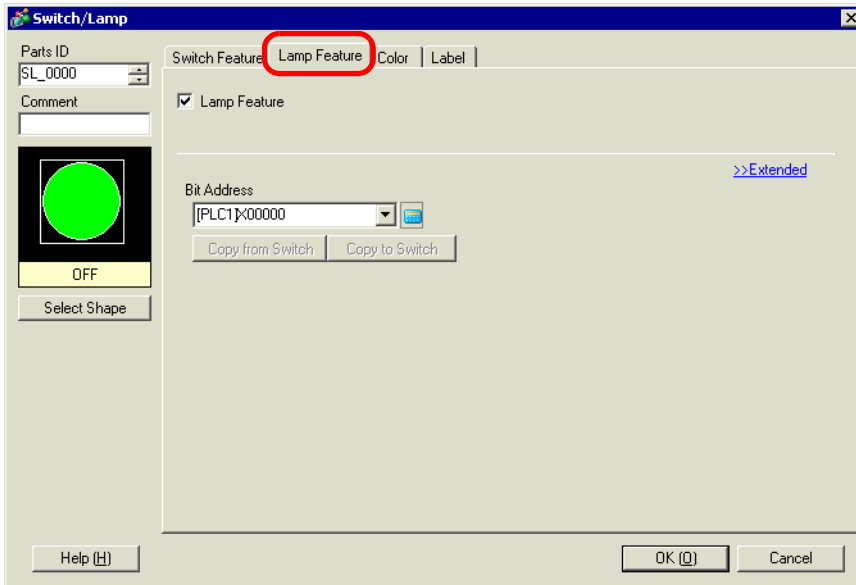 Switch/Lamp
Parts ID
SL_0000
Comment
OFF
Select Shape
Switch Feature Lamp Feature Color Label
Lamp Feature
>>Extended
Bit Address
[PLC1]X00000
Copy from Switch Copy to Switch
Help (H) OK (O) Cancel